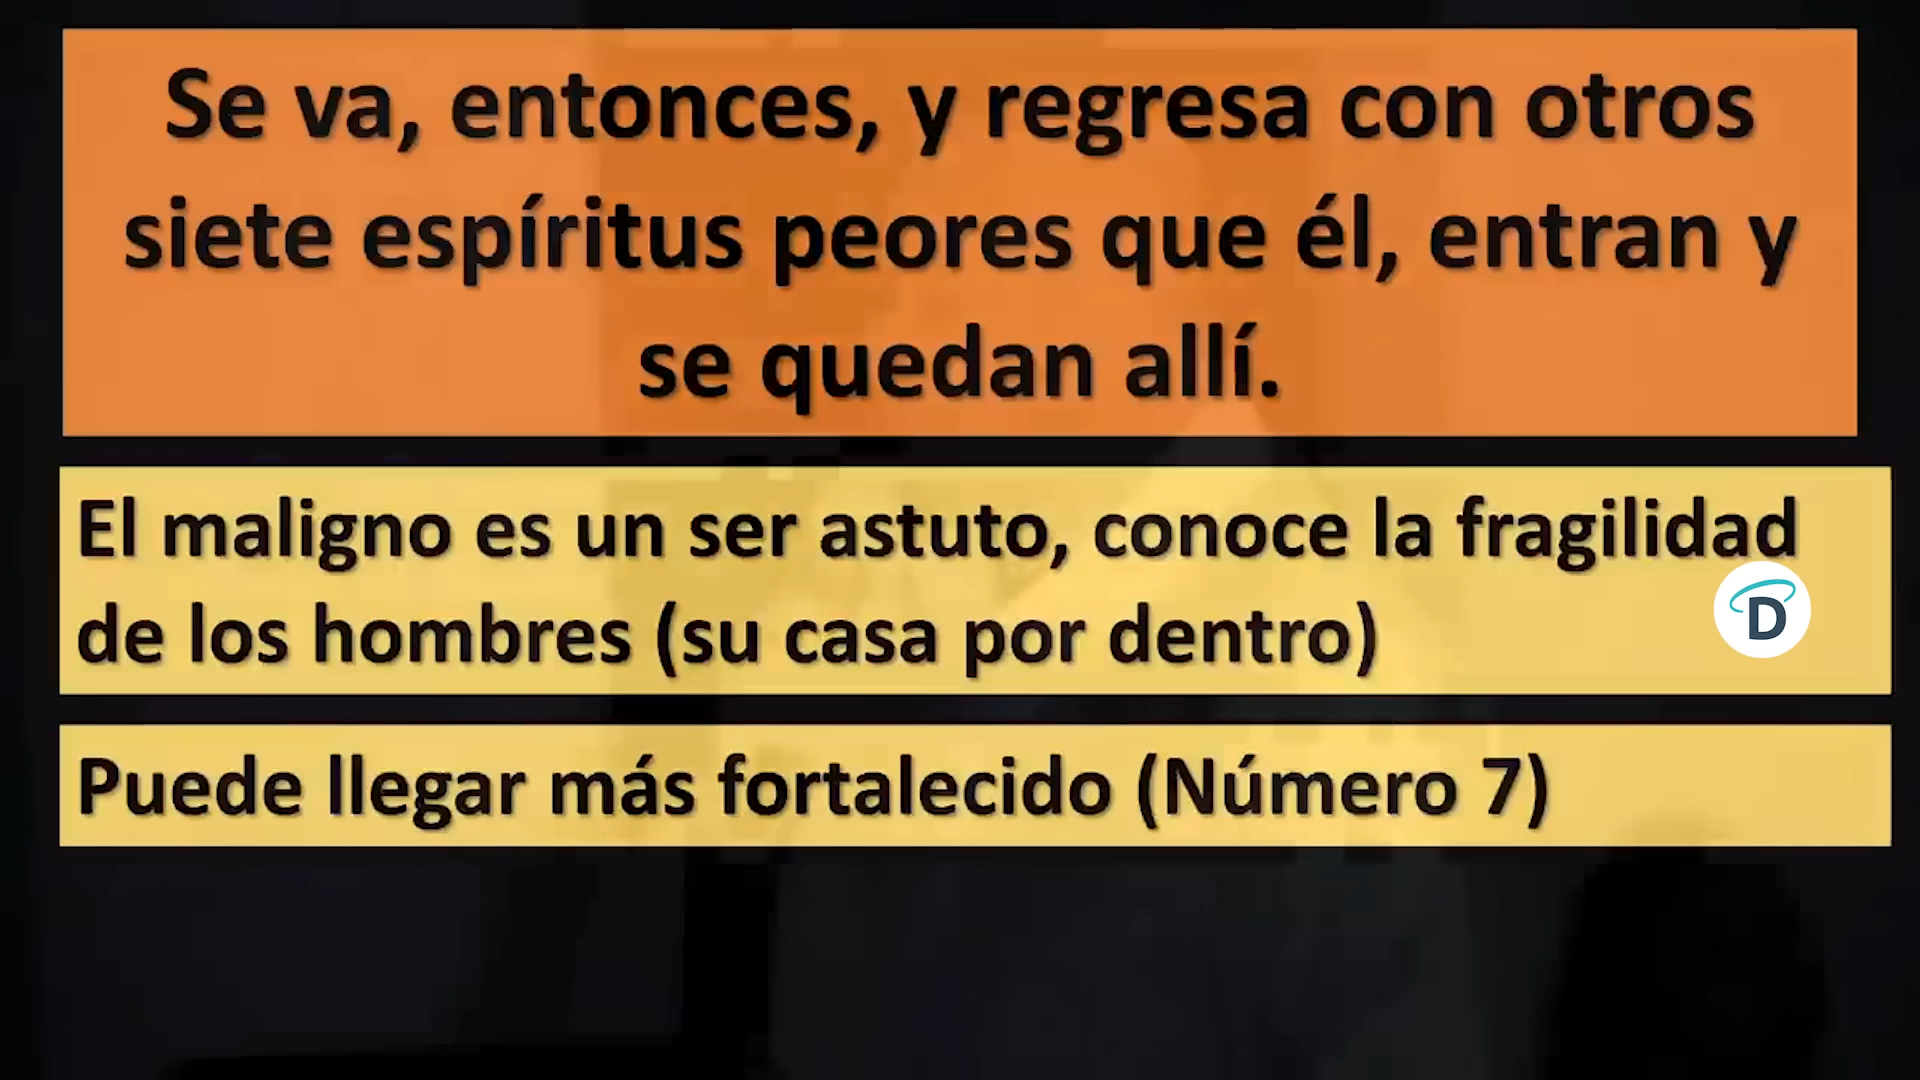 Se va, entonces, y regresa con otros
siete espíritus peores que él, entran y
se quedan allí.
El maligno es un ser astuto, conoce la fragilidad
de los hombres (su casa por dentro)
D
Puede llegar más fortalecido (Número 7)